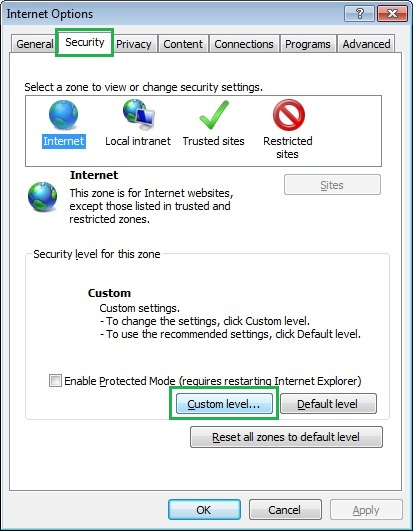 Internet Options
?
General Security Privacy Content Connections Programs Advanced
Select a zone to view or change security settings.
Internet Local intranet Trusted sites Restricted
sites
Internet
Sites
This zone is for Internet websites,
except those listed in trusted and
restricted zones.
Security level for this zone
Custom
Custom settings.
- To change the settings, click Custom level.
- To use the recommended settings, click Default level.
Enable Protected Mode (requires restarting Internet Explorer)
Custom level... Default level
Reset all zones to default level
OK Cancel Apply